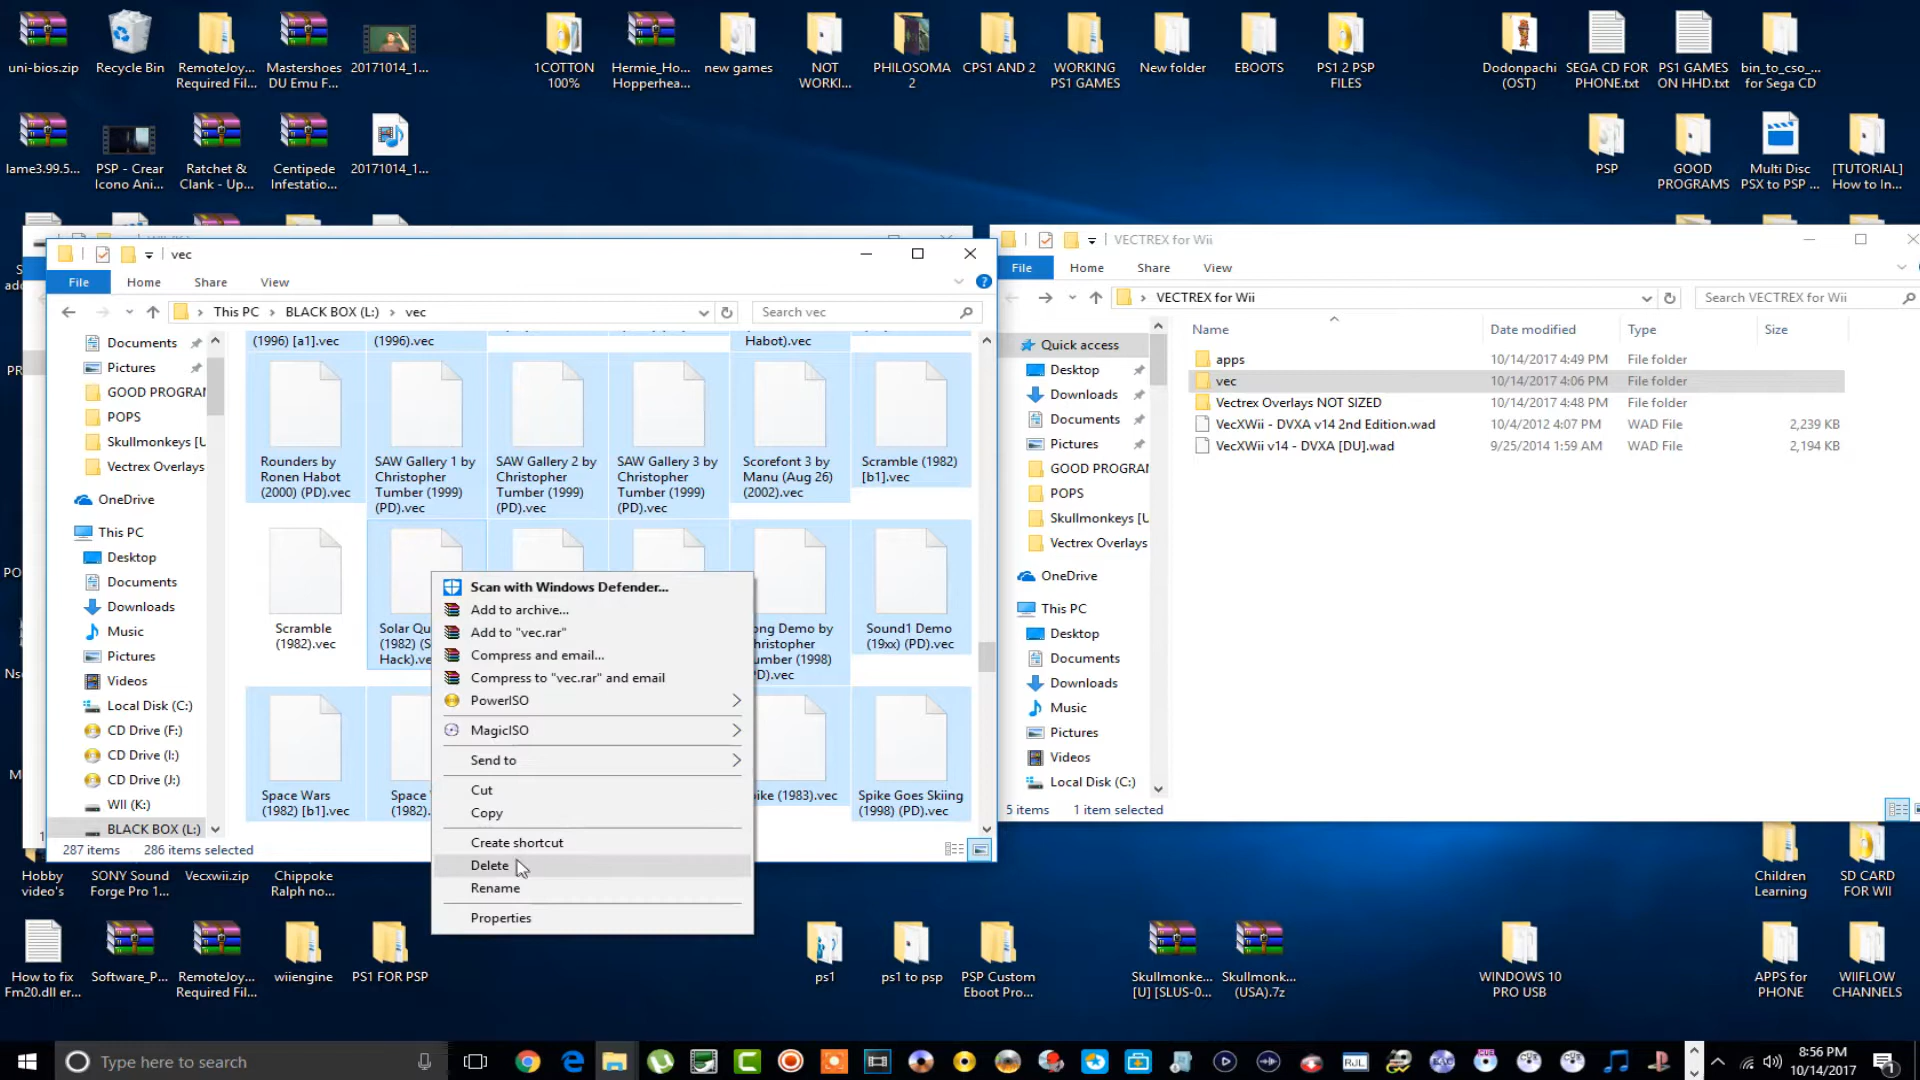 uni-bios.zip
Recycle Bin
RemoteJoy...
Required Fil...
Mastershoes
DU Emu F...
20171014_1...
1COTTON
100%
Hermie_Ho...
Hopperhea...
new games
NOT
WORKI...
PHILOSOMA
2
CPS1 AND 2
WORKING
PS1 GAMES
New folder
EBOOTS
PS1 2 PSP
FILES
Dodonpachi
(OST)
SEGA CD FOR
PHONE.txt
PS1 GAMES
ON HHD.txt
bin_to_cso_...
for Sega CD
lame3.99.5...
PSP - Crear
Icono Ani...
Ratchet &
Clank - Up...
Centipede
Infestatio...
20171014_1...
PSP
GOOD
PROGRAMS
Multi Disc
PSX to PSP ...
[TUTORIAL]
How to In...
vec
File
Home
Share
View
This PC
BLACK BOX (L:)
vec
Search vec
Documents
Pictures
GOOD PROGRA
POPS
Skullmonkeys [U
Vectrex Overlays
OneDrive
This PC
Desktop
Documents
Downloads
Music
Pictures
Videos
Local Disk (C:)
CD Drive (F:)
CD Drive (I:)
CD Drive (J:)
WII (K:)
BLACK BOX (L:)
(1996) [a1].vec
(1996).vec
Habot).vec
Rounders by
Ronen Habot
(2000) (PD).vec
SAW Gallery 1 by
Christopher
Tumber (1999)
(PD).vec
SAW Gallery 2 by
Christopher
Tumber (1999)
(PD).vec
SAW Gallery 3 by
Christopher
Tumber (1999)
(PD).vec
Scorefont 3 by
Manu (Aug 26)
(2002).vec
Scramble (1982)
[b1].vec
Scramble
(1982).vec
Solar Qu
(1982) (S
Hack).ve
ong Demo by
hristopher
umber (1998)
D).vec
Sound1 Demo
(19xx) (PD).vec
Space Wars
(1982) [b1].vec
Space
(1982).
ike (1983).vec
Spike Goes Skiing
(1998) (PD).vec
287 items
286 items selected
Scan with Windows Defender...
Add to archive...
Add to "vec.rar"
Compress and email...
Compress to "vec.rar" and email
PowerISO
MagicISO
Send to
Cut
Copy
Create shortcut
Delete
Rename
Properties
VECTREX for Wii
File
Home
Share
View
VECTREX for Wii
Search VECTREX for Wii
Quick access
Desktop
Downloads
Documents
Pictures
GOOD PROGRA
POPS
Skullmonkeys [U
Vectrex Overlays
OneDrive
This PC
Desktop
Documents
Downloads
Music
Pictures
Videos
Local Disk (C:)
Name
Date modified
Type
Size
apps
10/14/2017 4:49 PM
File folder
vec
10/14/2017 4:06 PM
File folder
Vectrex Overlays NOT SIZED
10/14/2017 4:48 PM
File folder
VecXWii - DVXA v14 2nd Edition.wad
10/4/2012 4:07 PM
WAD File
2,239 KB
VecXWii v14 - DVXA [DU].wad
9/25/2014 1:59 AM
WAD File
2,194 KB
5 items
1 item selected
Hobby
video's
SONY Sound
Forge Pro 1...
Vecxwii.zip
Chippoke
Ralph no...
Children
Learning
SD CARD
FOR WII
How to fix
Fm20.dll er...
Software_P...
RemoteJoy...
Required Fil...
wiiengine
PS1 FOR PSP
ps1
ps1 to psp
PSP Custom
Eboot Pro...
Skullmonke...
[U] [SLUS-0...
Skullmonk...
(USA).7z
WINDOWS 10
PRO USB
APPS for
PHONE
WIIFLOW
CHANNELS
Type here to search
RJL
8:56 PM
10/14/2017